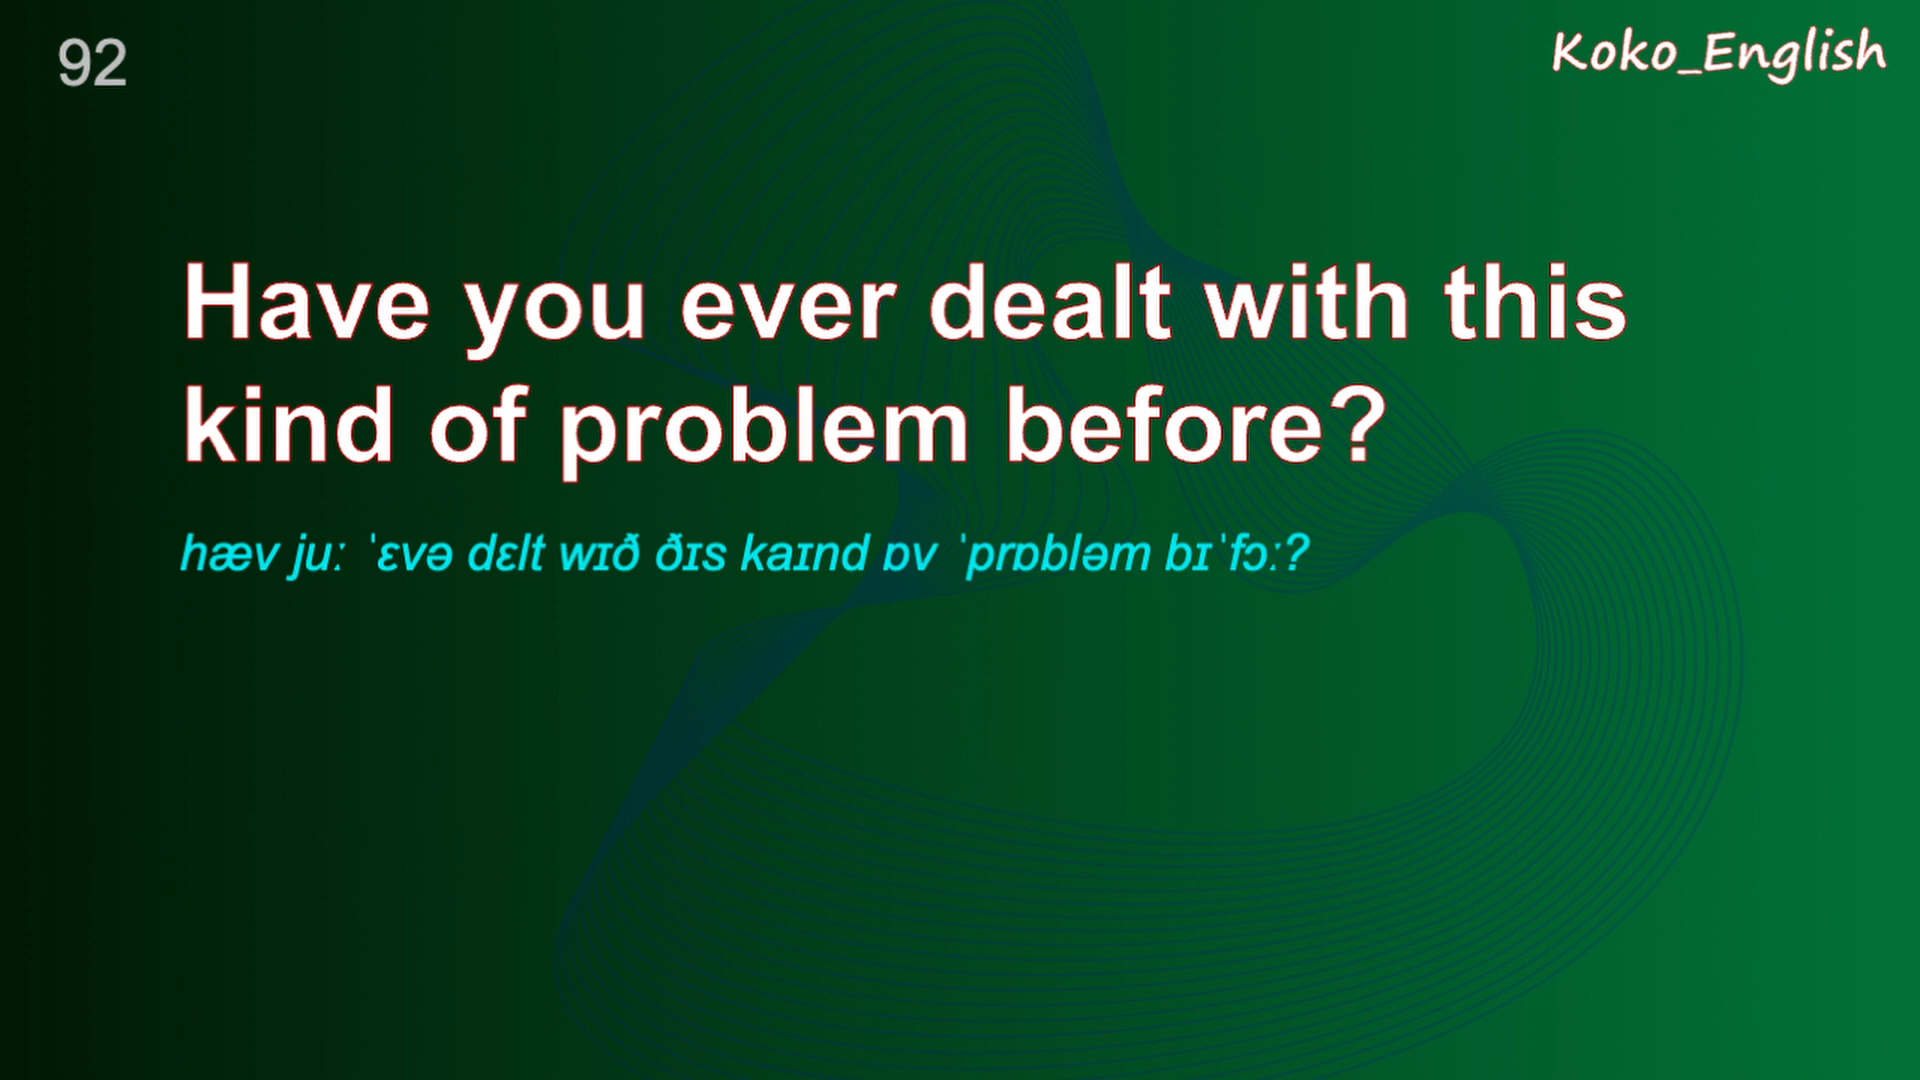 92
Koko_English
Have you ever dealt with this
kind of problem before?
hæv juː ˈɛvə dɛlt wɪð ðɪs kaɪnd ɒv ˈprɒbləm bɪˈfɔː?